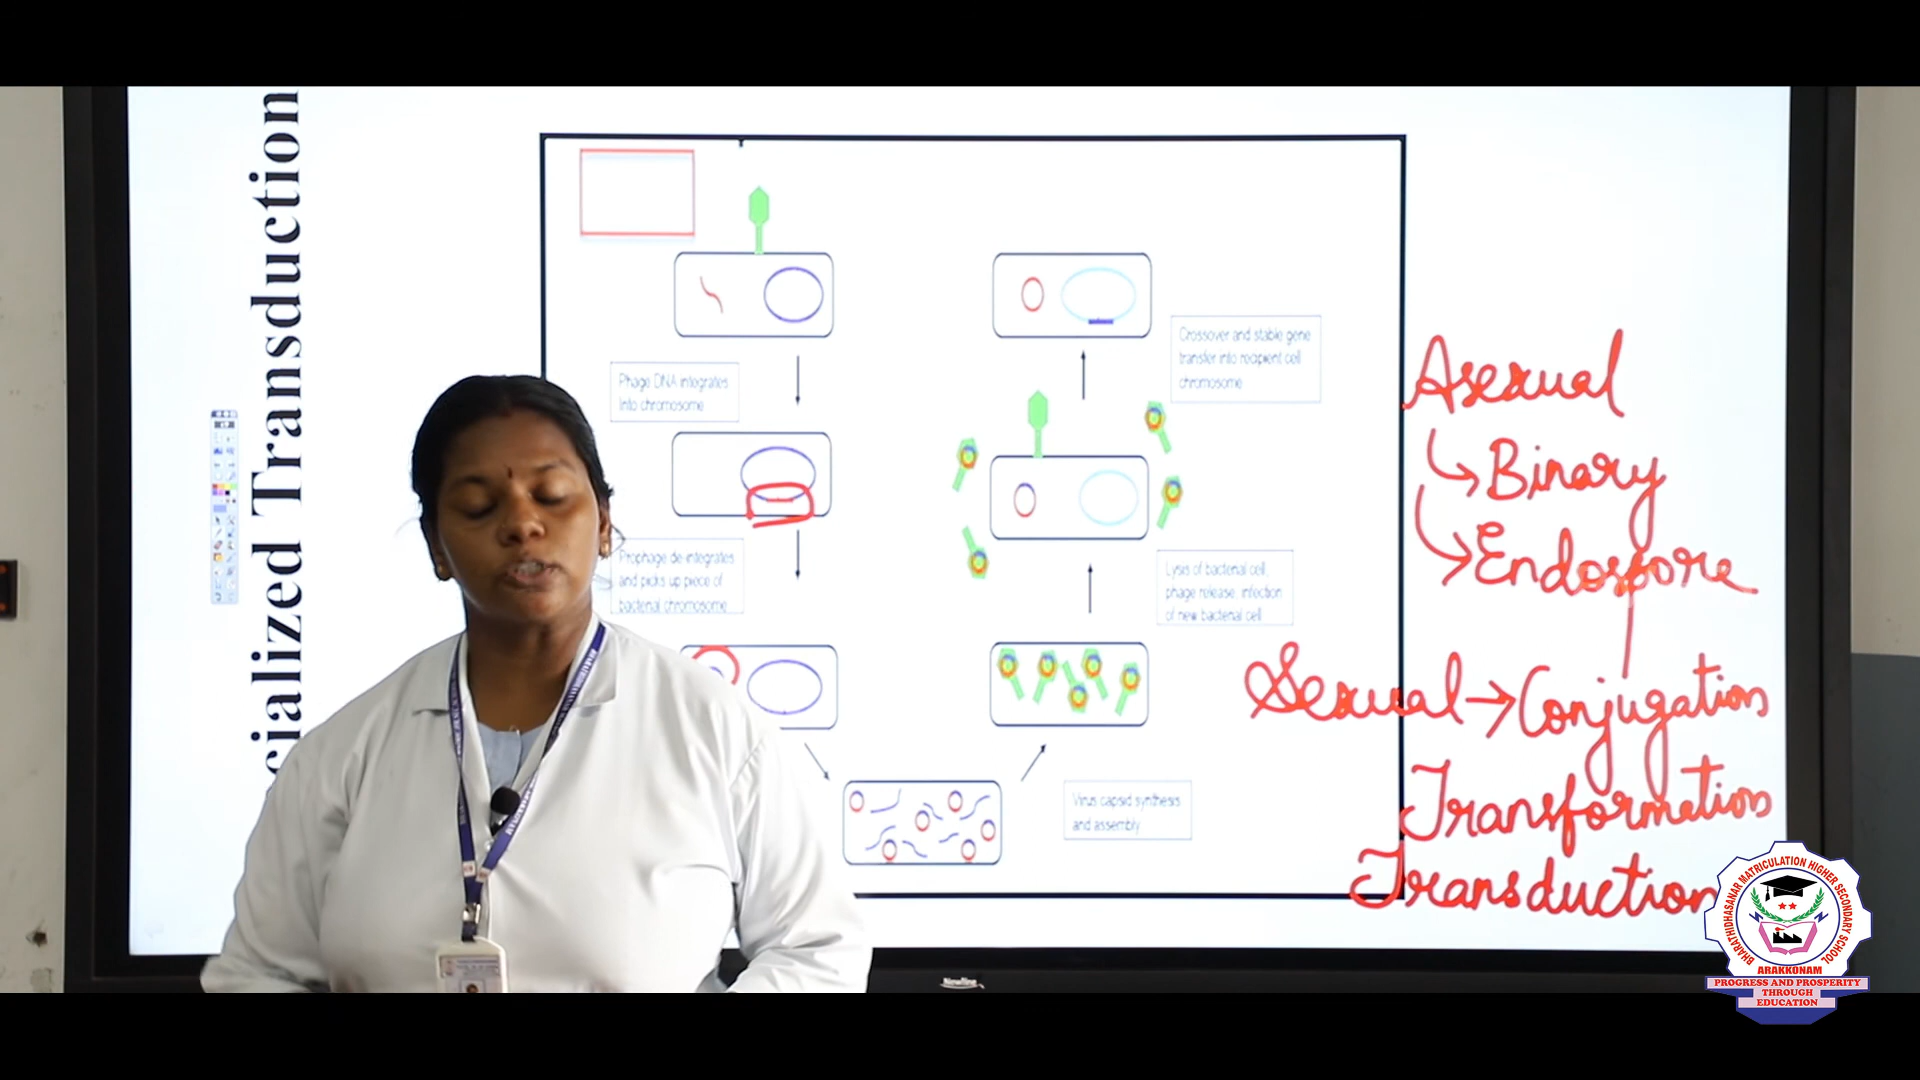 cialized Transduction
Phage DNA integrates
into chromosome
Prophage de-integrates
and picks up piece of
bacterial chromosome
Virus capsid synthesis
and assembly
Lysis of bacterial cell,
phage release, infection
of new bacterial cell
Crossover and stable gene
transfer into recipient cell
chromosome
Asexual
Binary
Endospore
Sexual → Conjugation
Transformation
Transduction
Newline
BHARATHIDHASANAR MATRICULATION HIGHER SECONDARY SCHOOL
ARAKKONAM
PROGRESS AND PROSPERITY
THROUGH
EDUCATION